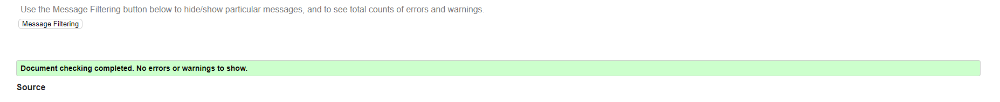 Use the Message Filtering button below to hide/show particular messages, and to see total counts of errors and warnings.
Message Filtering
Document checking completed. No errors or warnings to show.
Source